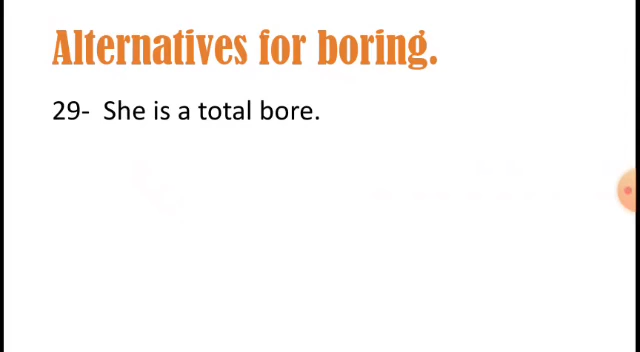 Alternatives for boring.
29- She is a total bore.